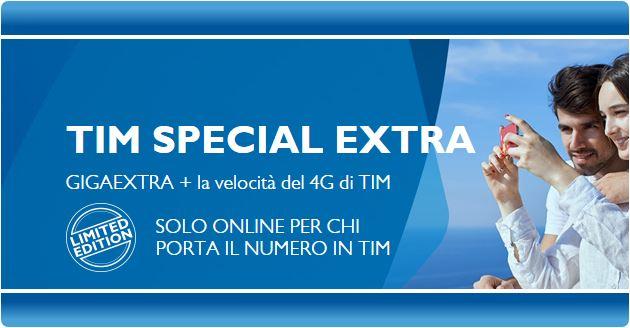 TIM SPECIAL EXTRA
GIGAEXTRA + la velocità del 4G di TIM
LIMITED
EDITION
SOLO ONLINE PER CHI
PORTA IL NUMERO IN TIM